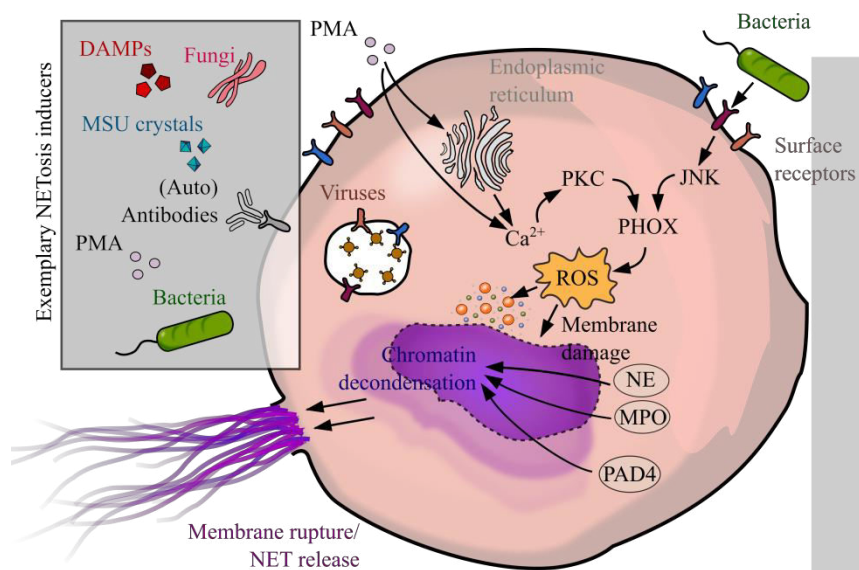 Exemplary NETosis inducers
DAMPs
Fungi
MSU crystals
(Auto)
Antibodies
PMA
Bacteria
PMA
Endoplasmic
reticulum
Bacteria
Surface
receptors
Viruses
Ca²⁺
PKC
JNK
PHOX
ROS
Membrane
damage
Chromatin
decondensation
NE
MPO
PAD4
Membrane rupture/
NET release